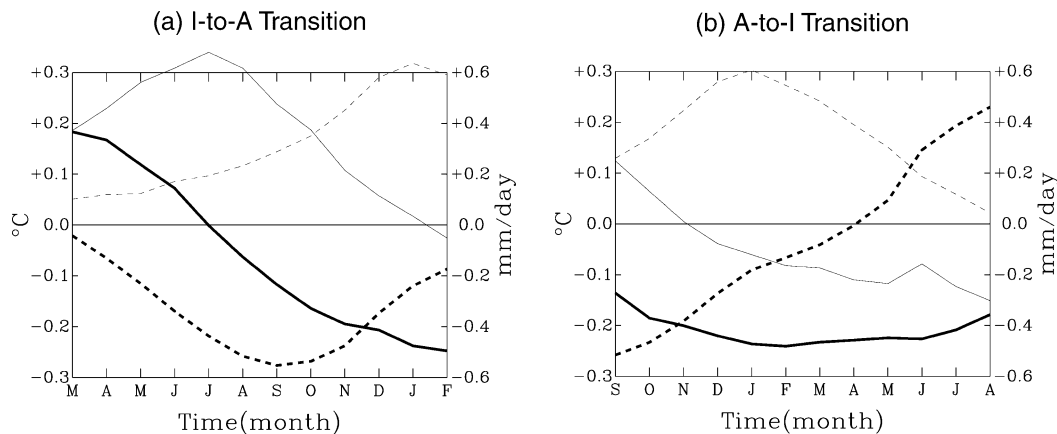 (a) I-to-A Transition
+0.3
+0.2
+0.1
0.0
-0.1
-0.2
-0.3
°C
+0.6
+0.4
+0.2
0.0
-0.2
-0.4
-0.6
mm/day
M A M J J A S O N D J F
Time(month)
(b) A-to-I Transition
+0.3
+0.2
+0.1
0.0
-0.1
-0.2
-0.3
°C
+0.6
+0.4
+0.2
0.0
-0.2
-0.4
-0.6
mm/day
S O N D J F M A M J J A
Time(month)